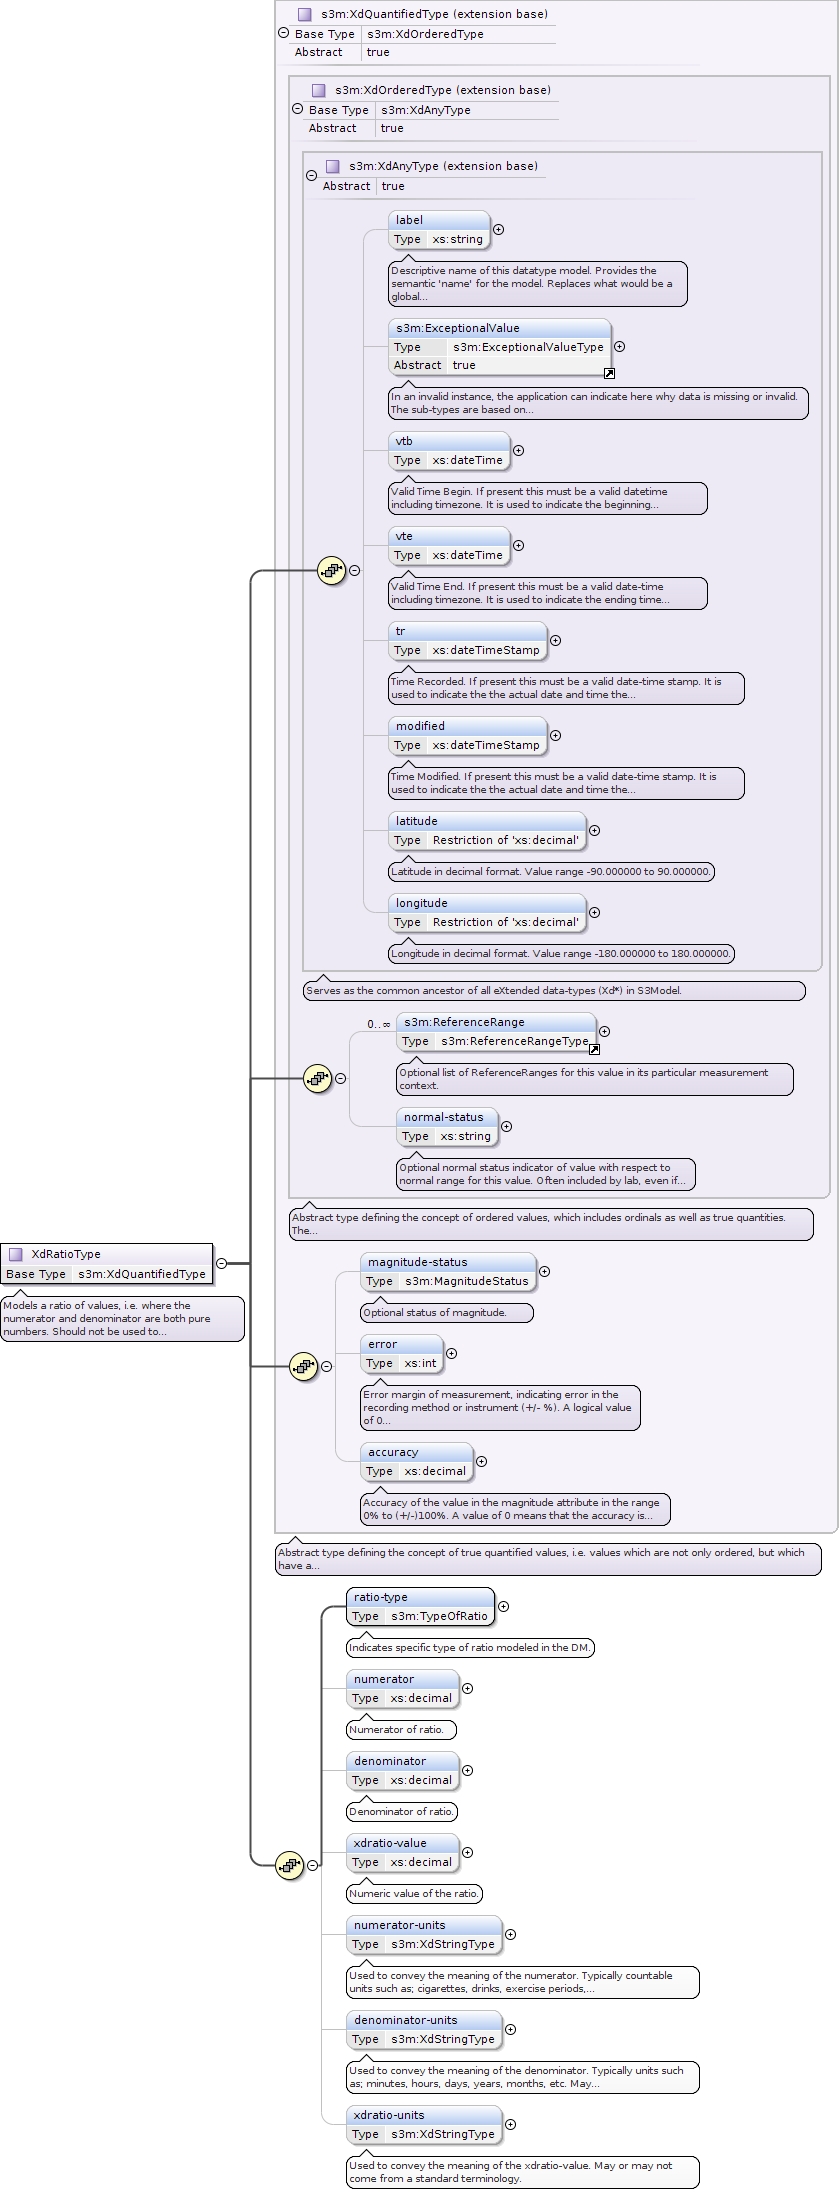 s3m:XdQuantifiedType (extension base)
Base Type s3m:XdOrderedType
Abstract true
s3m:XdOrderedType (extension base)
Base Type s3m:XdAnyType
Abstract true
s3m:XdAnyType (extension base)
Abstract true
label
Type xs:string
Descriptive name of this datatype model. Provides the
semantic 'name' for the model. Replaces what would be a
global...
s3m:ExceptionalValue
Type s3m:ExceptionalValueType
Abstract true
In an invalid instance, the application can indicate here why data is missing or invalid.
The sub-types are based on...
vtb
Type xs:dateTime
Valid Time Begin. If present this must be a valid datetime
including timezone. It is used to indicate the beginning...
vte
Type xs:dateTime
Valid Time End. If present this must be a valid date-time
including timezone. It is used to indicate the ending time...
tr
Type xs:dateTimeStamp
Time Recorded. If present this must be a valid date-time stamp. It is
used to indicate the the actual date and time the...
modified
Type xs:dateTimeStamp
Time Modified. If present this must be a valid date-time stamp. It is
used to indicate the the actual date and time the...
latitude
Type Restriction of 'xs:decimal'
Latitude in decimal format. Value range -90.000000 to 90.000000.
longitude
Type Restriction of 'xs:decimal'
Longitude in decimal format. Value range -180.000000 to 180.000000.
Serves as the common ancestor of all eXtended data-types (Xd*) in S3Model.
0..∞
s3m:ReferenceRange
Type s3m:ReferenceRangeType
Optional list of ReferenceRanges for this value in its particular measurement
context.
normal-status
Type xs:string
Optional normal status indicator of value with respect to
normal range for this value. Often included by lab, even if...
Abstract type defining the concept of ordered values, which includes ordinals as well as true quantities.
The...
XdRatioType
Base Type s3m:XdQuantifiedType
Models a ratio of values, i.e. where the
numerator and denominator are both pure
numbers. Should not be used to...
magnitude-status
Type s3m:MagnitudeStatus
Optional status of magnitude.
error
Type xs:int
Error margin of measurement, indicating error in the
recording method or instrument (+/- %). A logical value
of 0...
accuracy
Type xs:decimal
Accuracy of the value in the magnitude attribute in the range
0% to (+/-)100%. A value of 0 means that the accuracy is...
Abstract type defining the concept of true quantified values, i.e. values which are not only ordered, but which
have a...
ratio-type
Type s3m:TypeOfRatio
Indicates specific type of ratio modeled in the DM.
numerator
Type xs:decimal
Numerator of ratio.
denominator
Type xs:decimal
Denominator of ratio.
xdratio-value
Type xs:decimal
Numeric value of the ratio.
numerator-units
Type s3m:XdStringType
Used to convey the meaning of the numerator. Typically countable
units such as; cigarettes, drinks, exercise periods,...
denominator-units
Type s3m:XdStringType
Used to convey the meaning of the denominator. Typically units such
as; minutes, hours, days, years, months, etc. May...
xdratio-units
Type s3m:XdStringType
Used to convey the meaning of the xdratio-value. May or may not
come from a standard terminology.